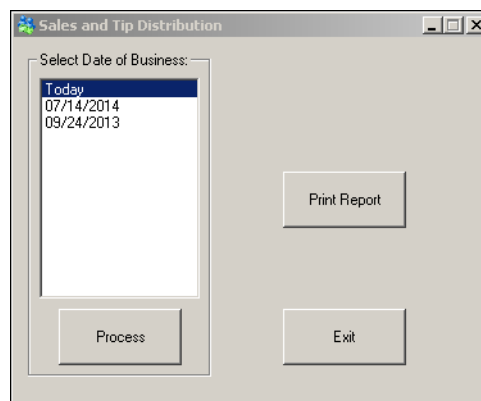 Sales and Tip Distribution
Select Date of Business:
Today
07/14/2014
09/24/2013
Print Report
Process
Exit